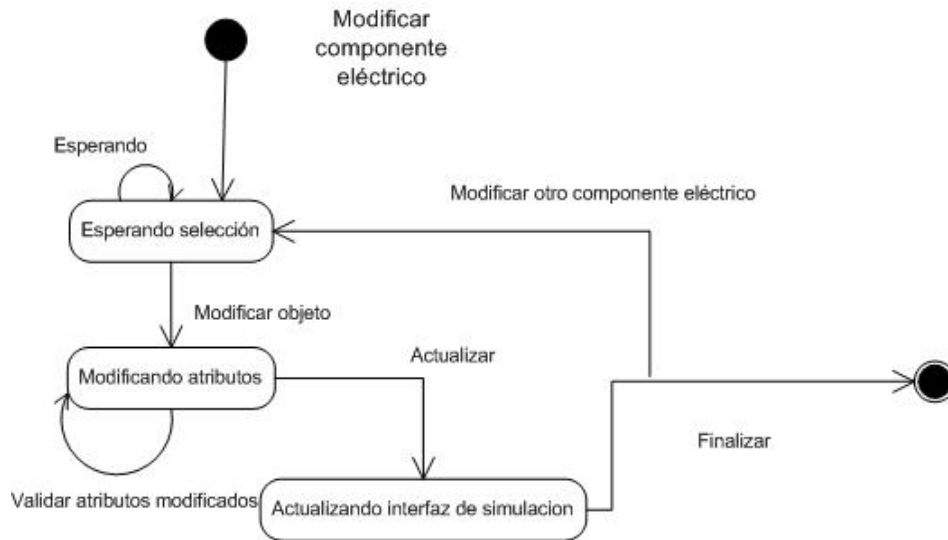 Modificar
componente
eléctrico
Esperando
Modificar otro componente eléctrico
Esperando selección
Modificar objeto
Actualizar
Modificando atributos
Finalizar
Validar atributos modificados
Actualizando interfaz de simulacion